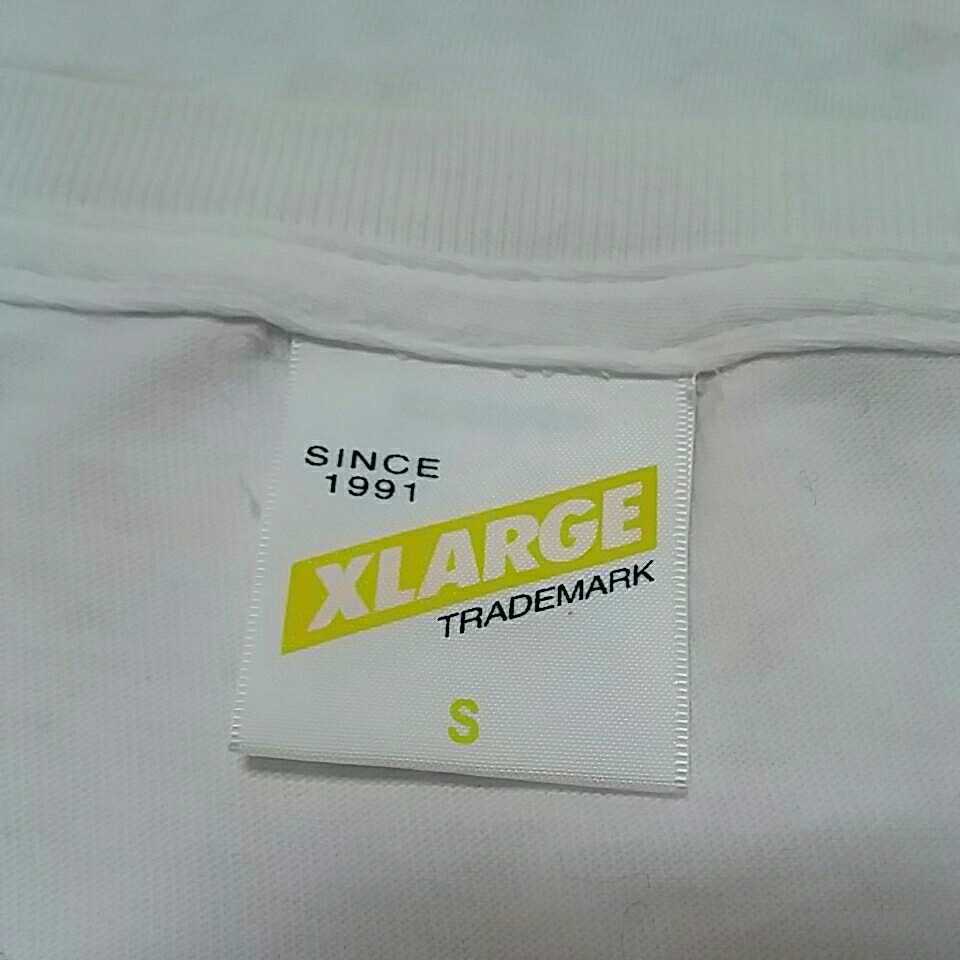 SINCE
1991
XLARGE
TRADEMARK
S